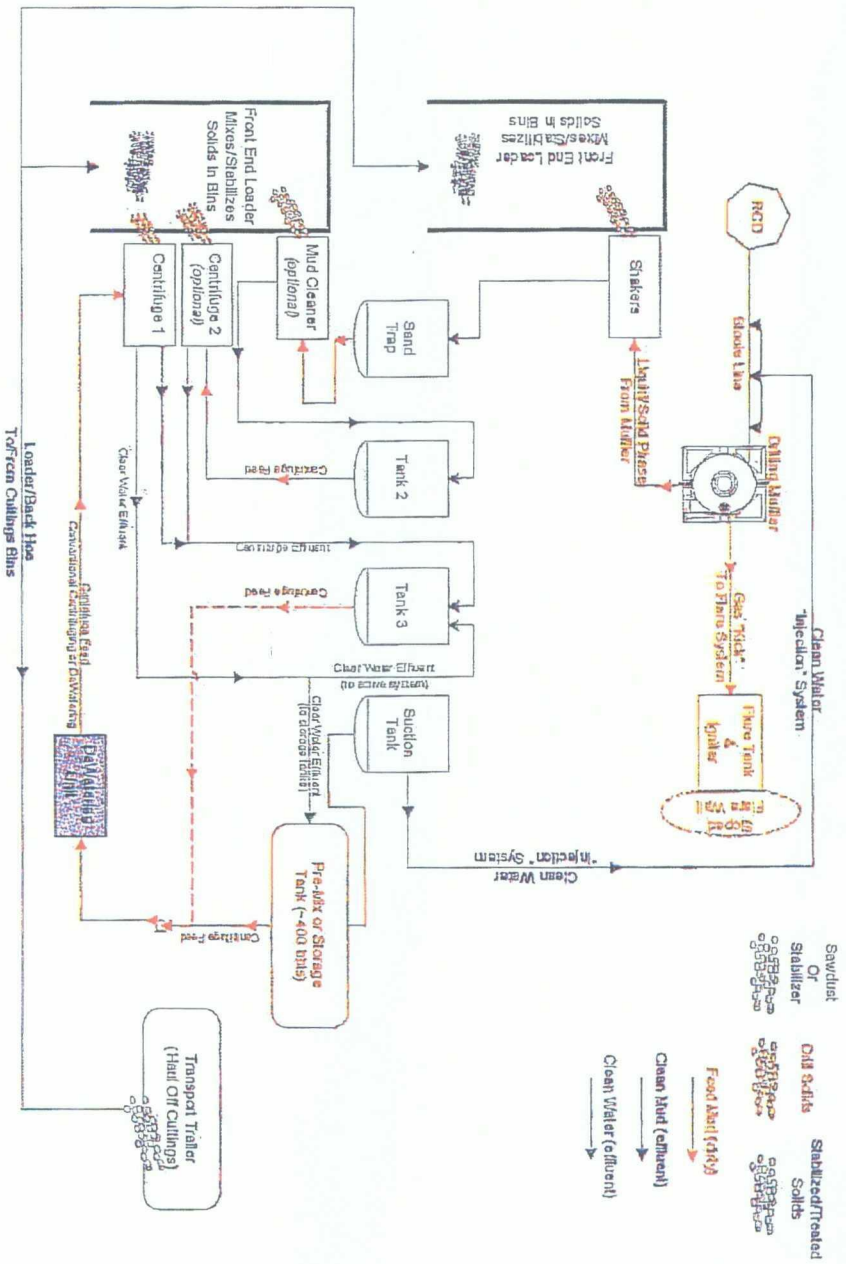 RCD
Blooie Line
Drilling Muffler
Gas "Kick"
To Flare System
Flare Tank
&
Igniter
Sloped
Flare Wall
Clean Water
"Injection" System
Clean Water
"Injection" System
Liquid/Solid Phase
From Muffler
Shakers
Front End Loader
Mixes/Stabilizes
Solids In Bins
Front End Loader
Mixes/Stabilizes
Solids In Bins
Sand
Trap
Mud Cleaner
(optional)
Centrifuge 2
(optional)
Centrifuge 1
Tank 2
Centrifuge Feed
Tank 3
Centrifuge Feed
Suction
Tank
Clear Water Effluent
Clear Water Effluent
(to active system)
Clear Water Effluent
(to storage tanks)
Pre-Mix or Storage
Tank (~400 bbls)
Centrifuge Feed
DeWatering
Unit
Centrifuge Feed
Conventional Centrifuging or DeWatering
Loader/Back Hoe
To/From Cuttings Bins
Transport Trailer
(Haul Off Cuttings)
Sawdust
Or
Stabilizer
Drill Solids
Stabilized/Treated
Solids
Feed Mud (dirty)
Clean Mud (effluent)
Clean Water (effluent)